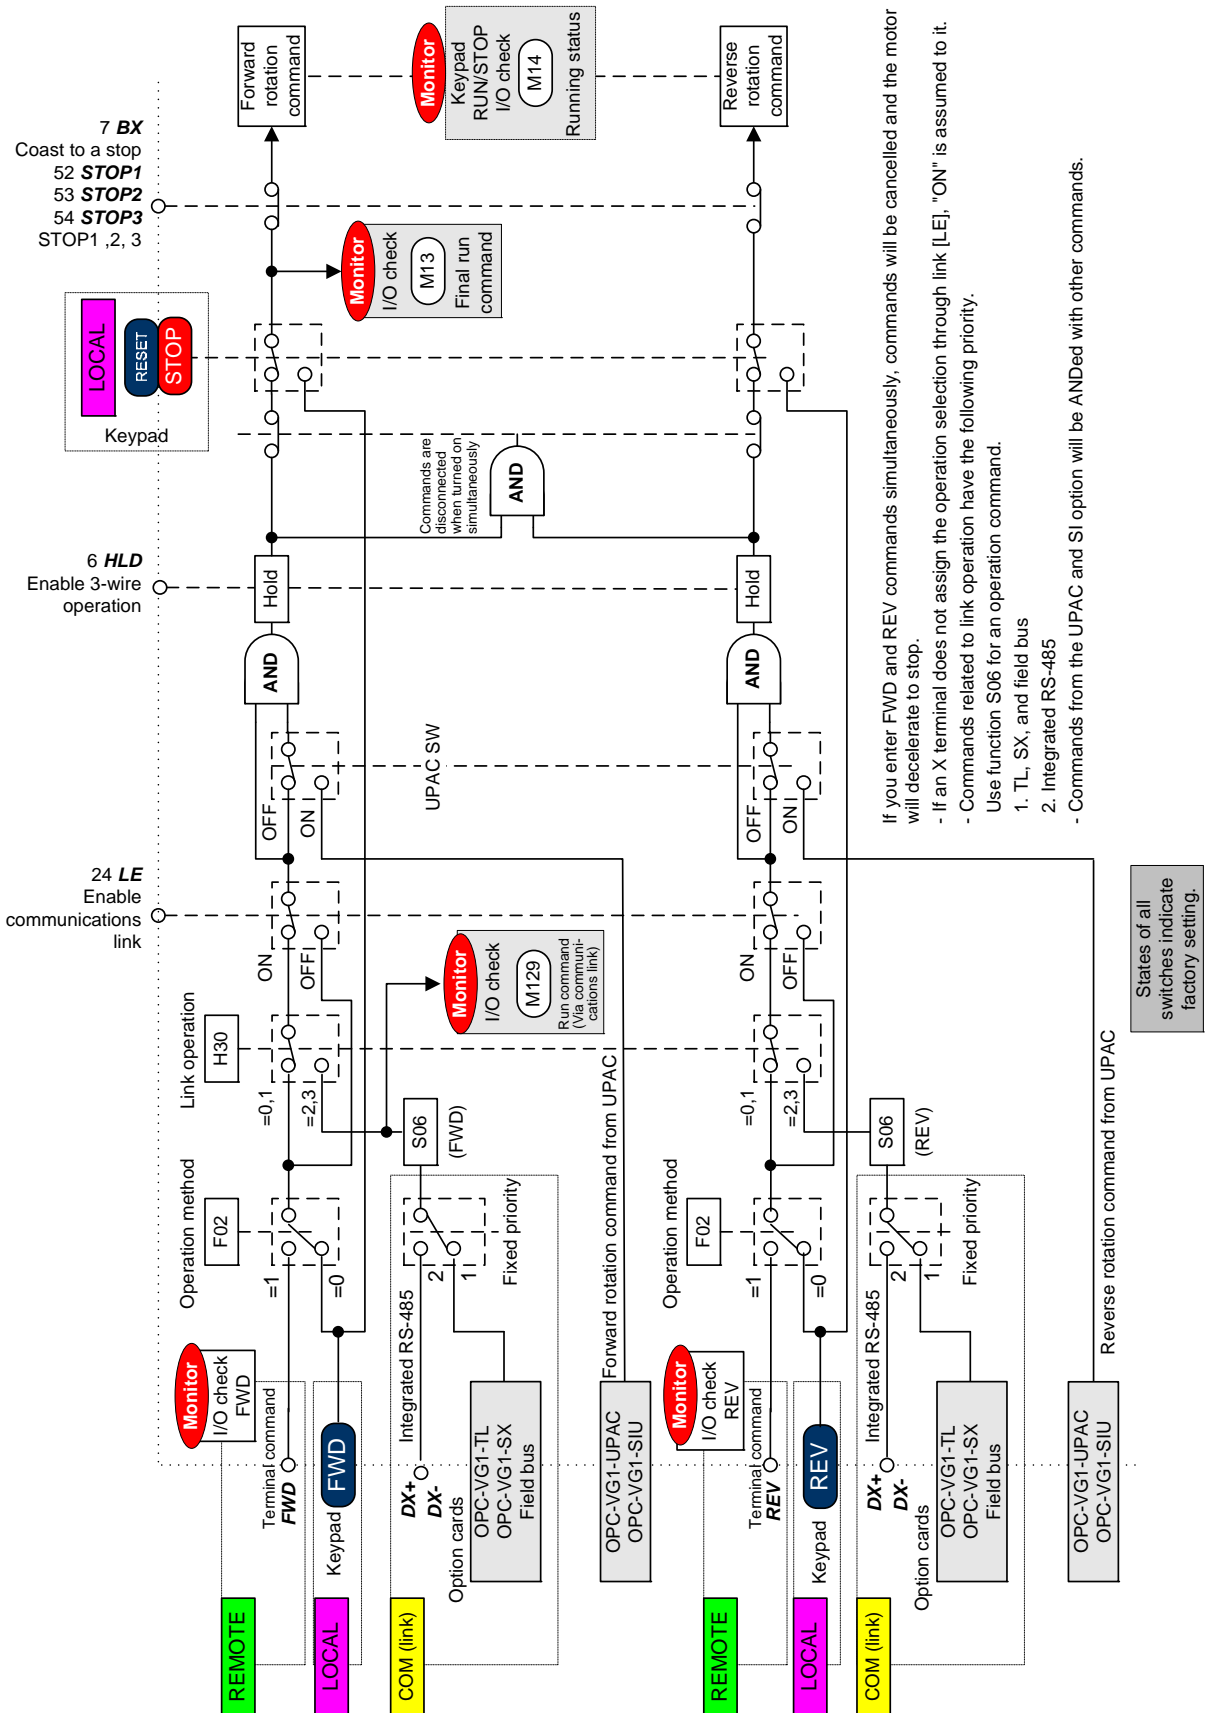 7 BX
Coast to a stop
52 STOP1
53 STOP2
54 STOP3
STOP1 ,2, 3
LOCAL
RESET
STOP
Keypad
6 HLD
Enable 3-wire
operation
24 LE
Enable
communications
link
REMOTE
Monitor
I/O check
FWD
Terminal command
FWD
LOCAL
Keypad
FWD
COM (link)
DX+
DX-
Integrated RS-485
Option cards
OPC-VG1-TL
OPC-VG1-SX
Field bus
2
1
Fixed priority
Operation method
F02
=1
=0
S06
(FWD)
Link operation
H30
=0,1
=2,3
ON
OFF
Monitor
I/O check
M129
Run command
(Via communi-
cations link)
OPC-VG1-UPAC
OPC-VG1-SIU
Forward rotation command from UPAC
OFF
ON
UPAC SW
AND
Hold
Commands are
disconnected
when turned on
simultaneously
AND
Monitor
I/O check
M13
Final run
command
Forward
rotation
command
Monitor
Keypad
RUN/STOP
I/O check
M14
Running status
REMOTE
Monitor
I/O check
REV
Terminal command
REV
LOCAL
Keypad
REV
COM (link)
DX+
DX-
Integrated RS-485
Option cards
OPC-VG1-TL
OPC-VG1-SX
Field bus
2
1
Fixed priority
Operation method
F02
=1
=0
S06
(REV)
=0,1
=2,3
ON
OFF
OPC-VG1-UPAC
OPC-VG1-SIU
Reverse rotation command from UPAC
OFF
ON
AND
Hold
Reverse
rotation
command
If you enter FWD and REV commands simultaneously, commands will be cancelled and the motor
will decelerate to stop.
- If an X terminal does not assign the operation selection through link [LE], "ON" is assumed to it.
- Commands related to link operation have the following priority.
Use function S06 for an operation command.
1. TL, SX, and field bus
2. Integrated RS-485
- Commands from the UPAC and SI option will be ANDed with other commands.
States of all
switches indicate
factory setting.